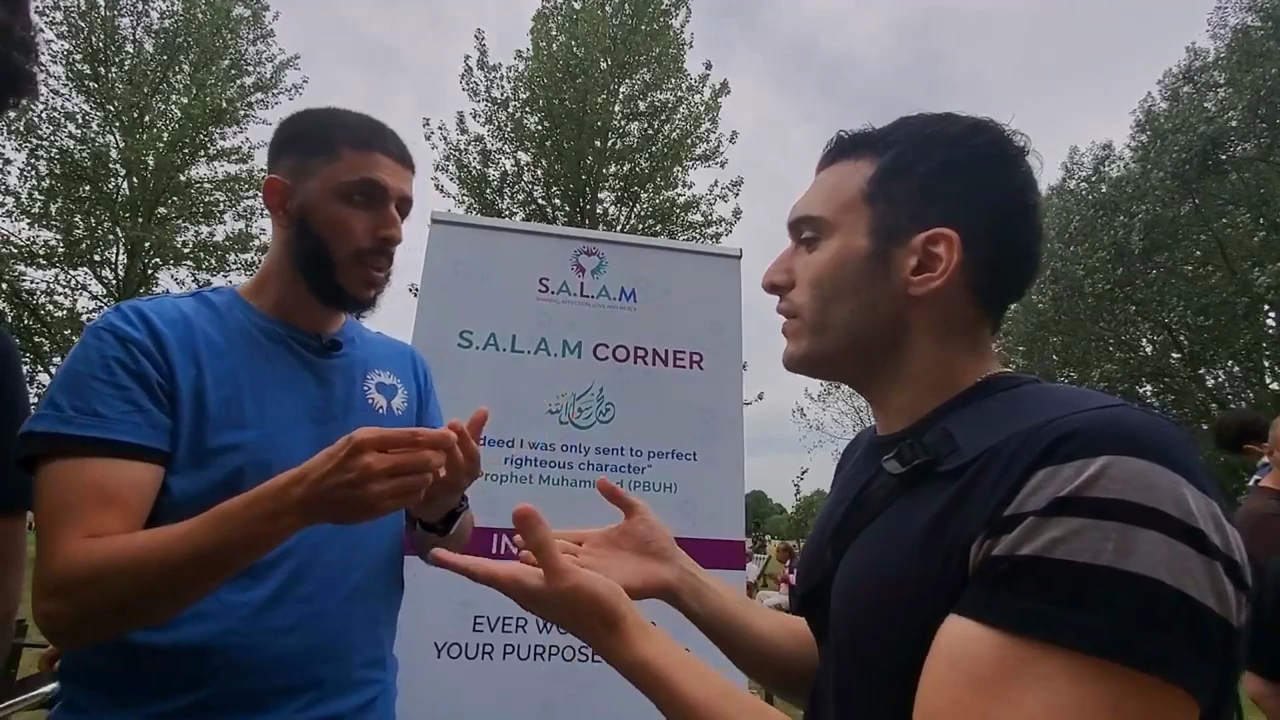 S.A.L.A.M
S.A.L.A.M CORNER
محمد رسول الله
deed I was only sent to perfect
righteous character"
Prophet Muhammad (PBUH)
IN
EVER WO
YOUR PURPOSE